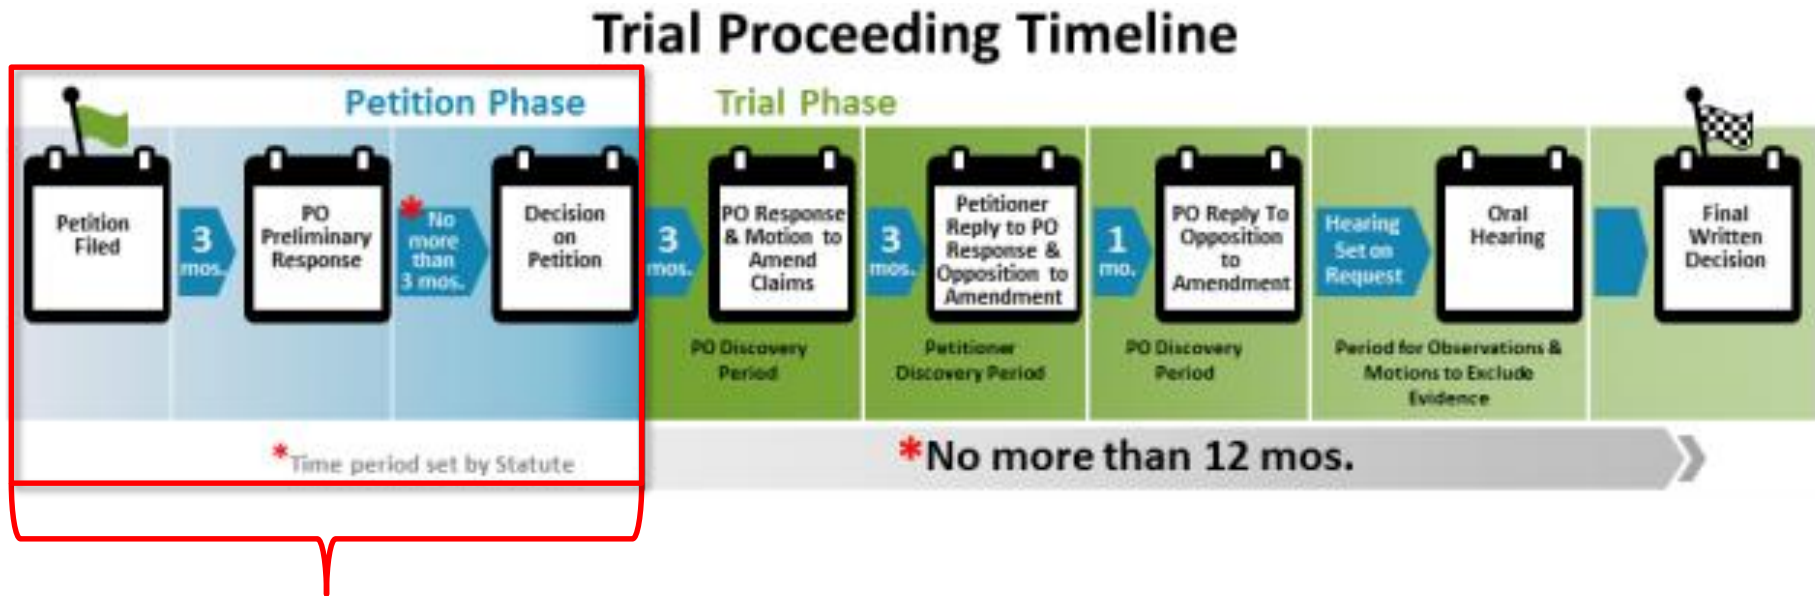 Trial Proceeding Timeline
Petition Phase
Trial Phase
Petition
Filed
3
mos.
PO
Preliminary
Response
*No
more
than
3 mos.
Decision
on
Petition
3
mos.
PO Response
& Motion to
Amend
Claims
3
mos.
Petitioner
Reply to PO
Response &
Opposition to
Amendment
1
mo.
PO Reply To
Opposition
to
Amendment
Hearing
Set on
Request
Oral
Hearing
Final
Written
Decision
PO Discovery
Period
Petitioner
Discovery Period
PO Discovery
Period
Period for Observations &
Motions to Exclude
Evidence
*Time period set by Statute
*No more than 12 mos.